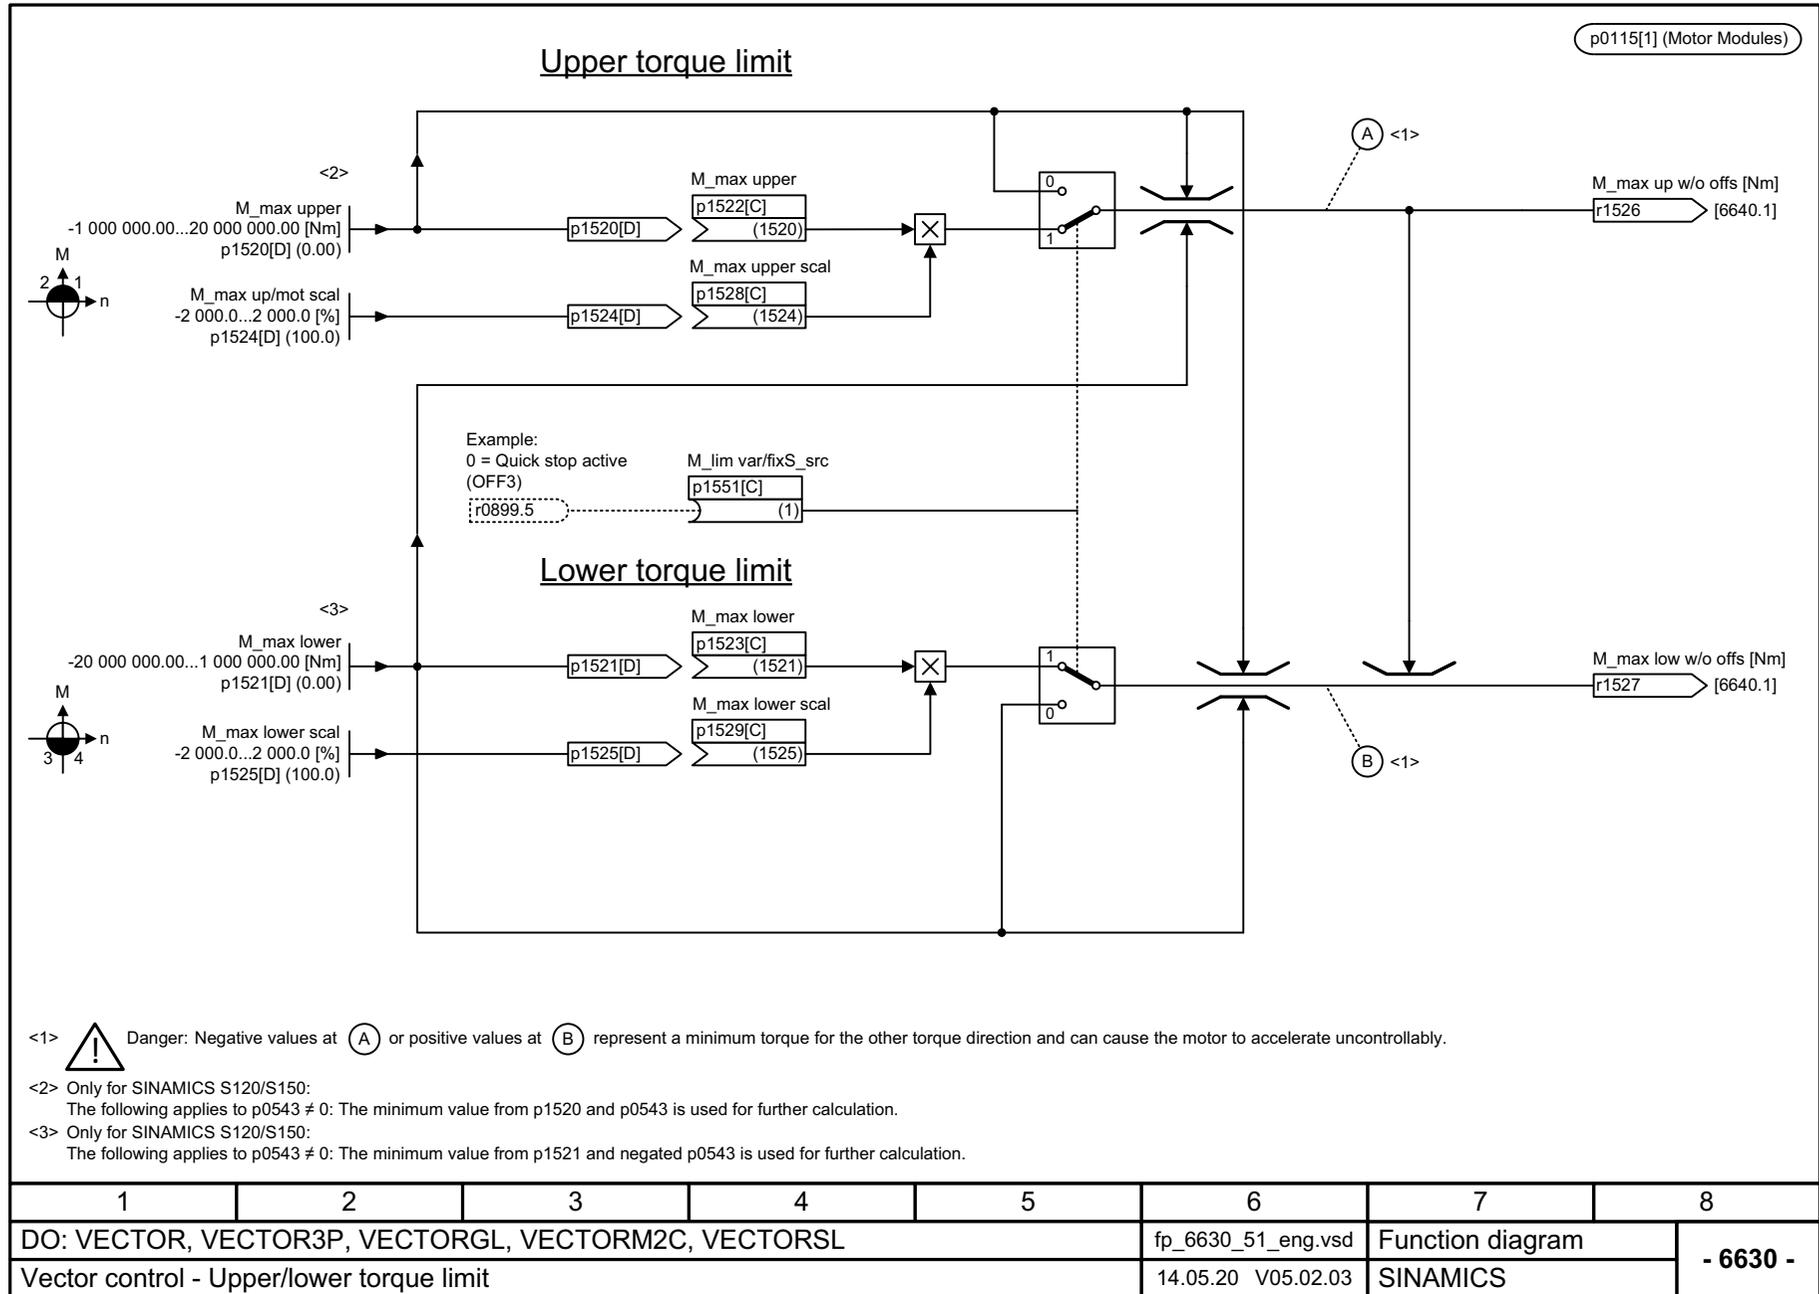 p0115[1] (Motor Modules)
Upper torque limit
A <1>
<2>
M_max upper
-1 000 000.00...20 000 000.00 [Nm]
p1520[D] (0.00)
p1520[D]
M_max upper
p1522[C]
(1520)
0
1
M_max up w/o offs [Nm]
r1526
[6640.1]
M
2 1
n
M_max up/mot scal
-2 000.0...2 000.0 [%]
p1524[D] (100.0)
p1524[D]
M_max upper scal
p1528[C]
(1524)
Example:
0 = Quick stop active
(OFF3)
r0899.5
M_lim var/fixS_src
p1551[C]
(1)
Lower torque limit
<3>
M_max lower
-20 000 000.00...1 000 000.00 [Nm]
p1521[D] (0.00)
p1521[D]
M_max lower
p1523[C]
(1521)
1
0
M_max low w/o offs [Nm]
r1527
[6640.1]
M
n
3 4
M_max lower scal
-2 000.0...2 000.0 [%]
p1525[D] (100.0)
p1525[D]
M_max lower scal
p1529[C]
(1525)
B <1>
<1> ! Danger: Negative values at A or positive values at B represent a minimum torque for the other torque direction and can cause the motor to accelerate uncontrollably.
<2> Only for SINAMICS S120/S150:
The following applies to p0543 ≠ 0: The minimum value from p1520 and p0543 is used for further calculation.
<3> Only for SINAMICS S120/S150:
The following applies to p0543 ≠ 0: The minimum value from p1521 and negated p0543 is used for further calculation.
1 2 3 4 5 6 7 8
DO: VECTOR, VECTOR3P, VECTORGL, VECTORM2C, VECTORSL
fp_6630_51_eng.vsd
Function diagram
- 6630 -
Vector control - Upper/lower torque limit
14.05.20 V05.02.03
SINAMICS